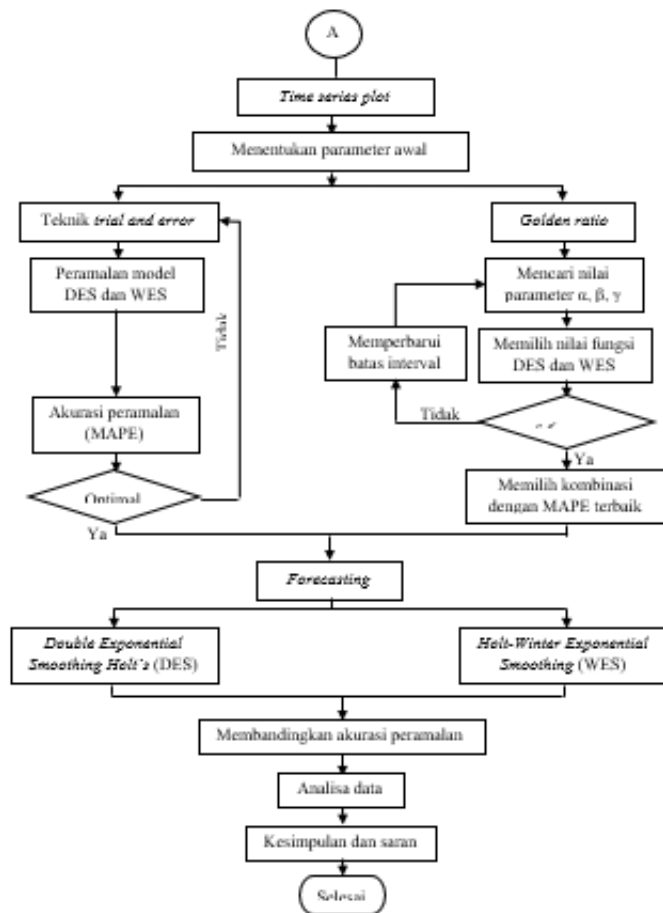 A
Time series plot
Menentukan parameter awal
Teknik trial and error
Golden ratio
Peramalan model
DES dan WES
Mencari nilai
parameter α, β, γ
Tidak
Memperbarui
batas interval
Memilih nilai fungsi
DES dan WES
Akurasi peramalan
(MAPE)
Tidak
Optimal
Ya
Ya
Memilih kombinasi
dengan MAPE terbaik
Forecasting
Double Exponential
Smoothing Holt's (DES)
Holt-Winter Exponential
Smoothing (WES)
Membandingkan akurasi peramalan
Analisa data
Kesimpulan dan saran
Selesai